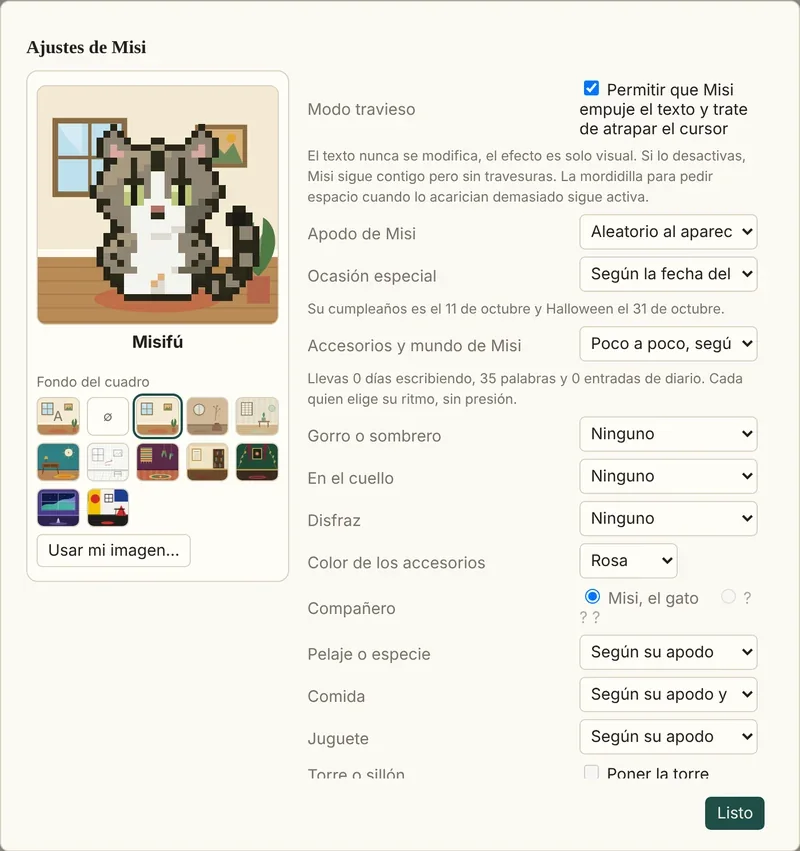 Ajustes de Misi
Misifú
Fondo del cuadro
A
∅
Usar mi imagen...
Modo travieso
Permitir que Misi
empuje el texto y trate
de atrapar el cursor
El texto nunca se modifica, el efecto es solo visual. Si lo desactivas,
Misi sigue contigo pero sin travesuras. La mordidilla para pedir
espacio cuando lo acarician demasiado sigue activa.
Apodo de Misi
Aleatorio al aparec
Ocasión especial
Según la fecha del
Su cumpleaños es el 11 de octubre y Halloween el 31 de octubre.
Accesorios y mundo de Misi
Poco a poco, segú
Llevas 0 días escribiendo, 35 palabras y 0 entradas de diario. Cada
quien elige su ritmo, sin presión.
Gorro o sombrero
Ninguno
En el cuello
Ninguno
Disfraz
Ninguno
Color de los accesorios
Rosa
Compañero
Misi, el gato ?
? ?
Pelaje o especie
Según su apodo
Comida
Según su apodo y
Juguete
Según su apodo
Torre o sillón
Poner la torre
Listo